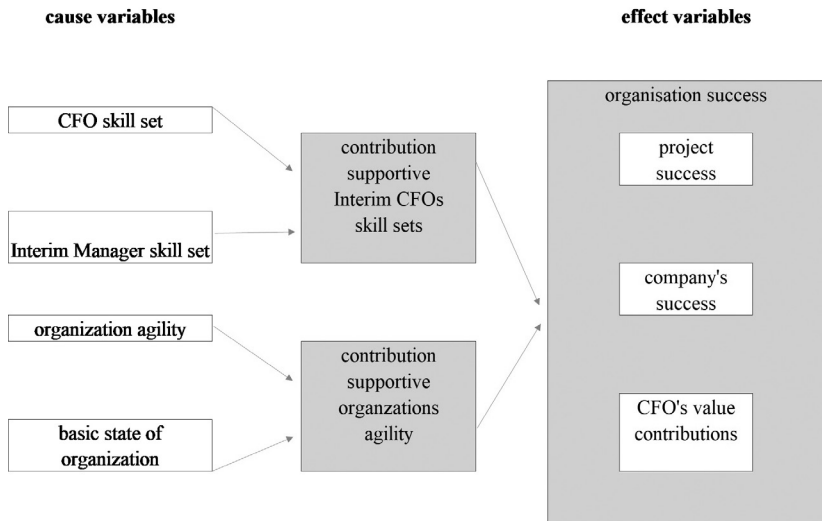 cause variables
effect variables
CFO skill set
Interim Manager skill set
organization agility
basic state of
organization
contribution
supportive
Interim CFOs
skill sets
contribution
supportive
organzations
agility
organisation success
project
success
company's
success
CFO's value
contributions